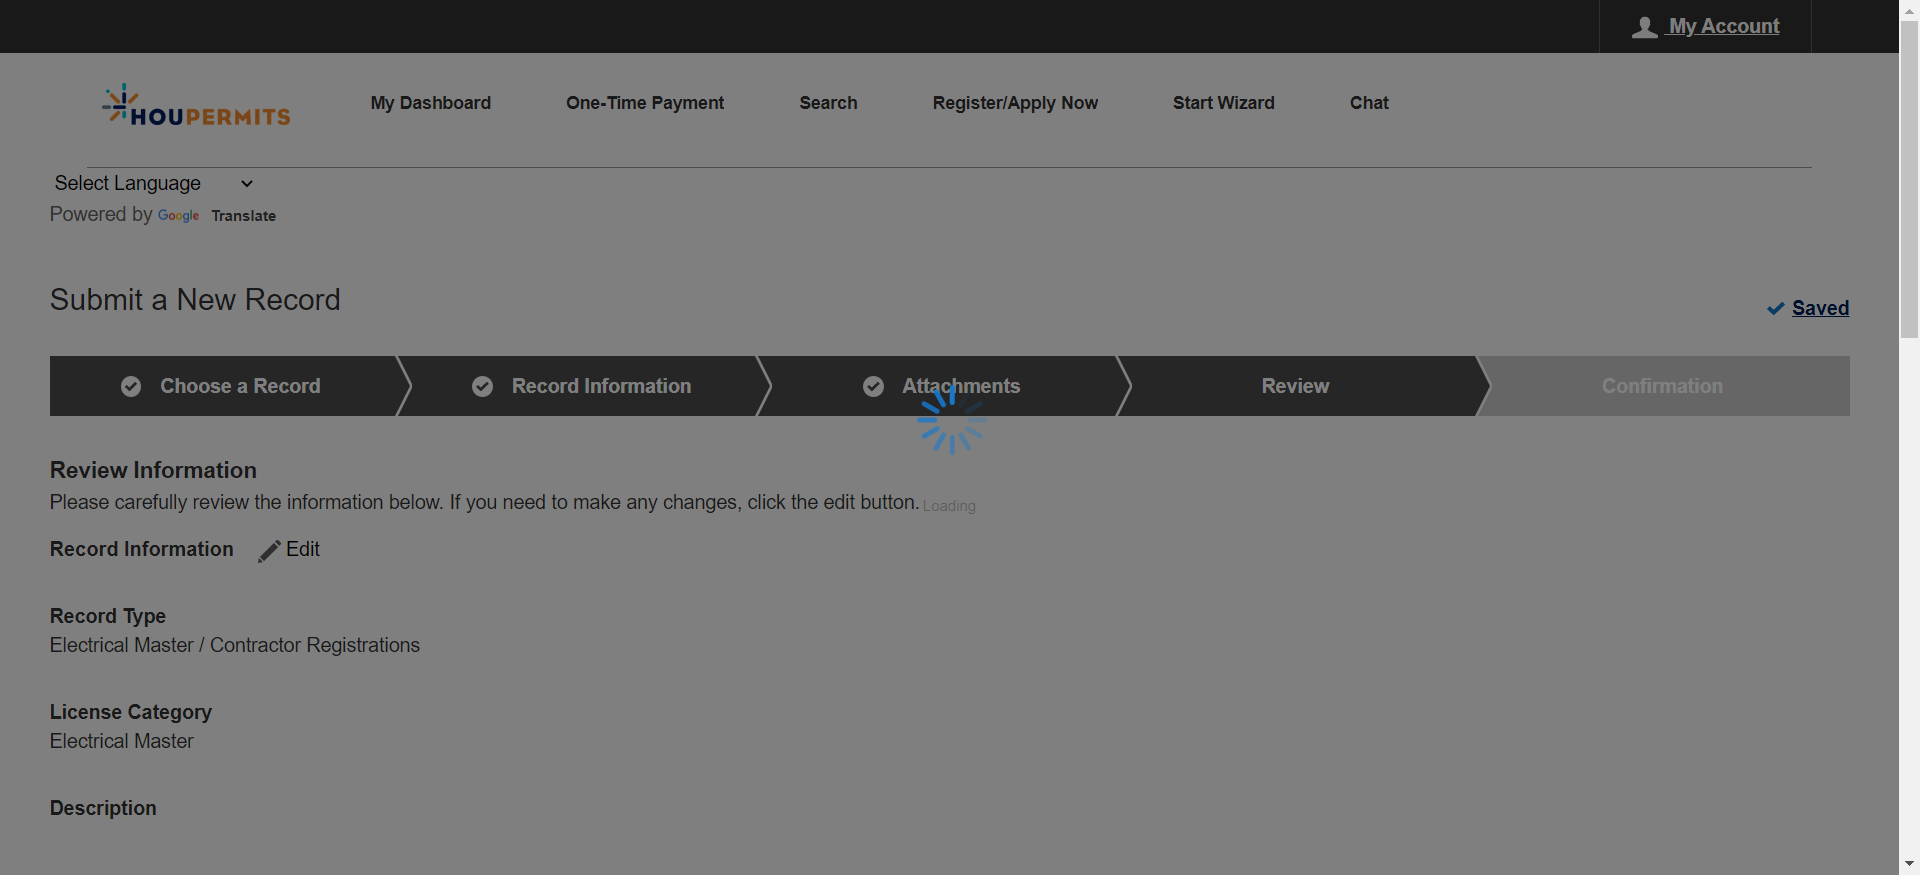 My Account
HOUPERMITS
My Dashboard
One-Time Payment
Search
Register/Apply Now
Start Wizard
Chat
Select Language
Powered by Google Translate
Submit a New Record
Saved
Choose a Record
Record Information
Attachments
Review
Confirmation
Review Information
Please carefully review the information below. If you need to make any changes, click the edit button.
Loading
Record Information
Edit
Record Type
Electrical Master / Contractor Registrations
License Category
Electrical Master
Description